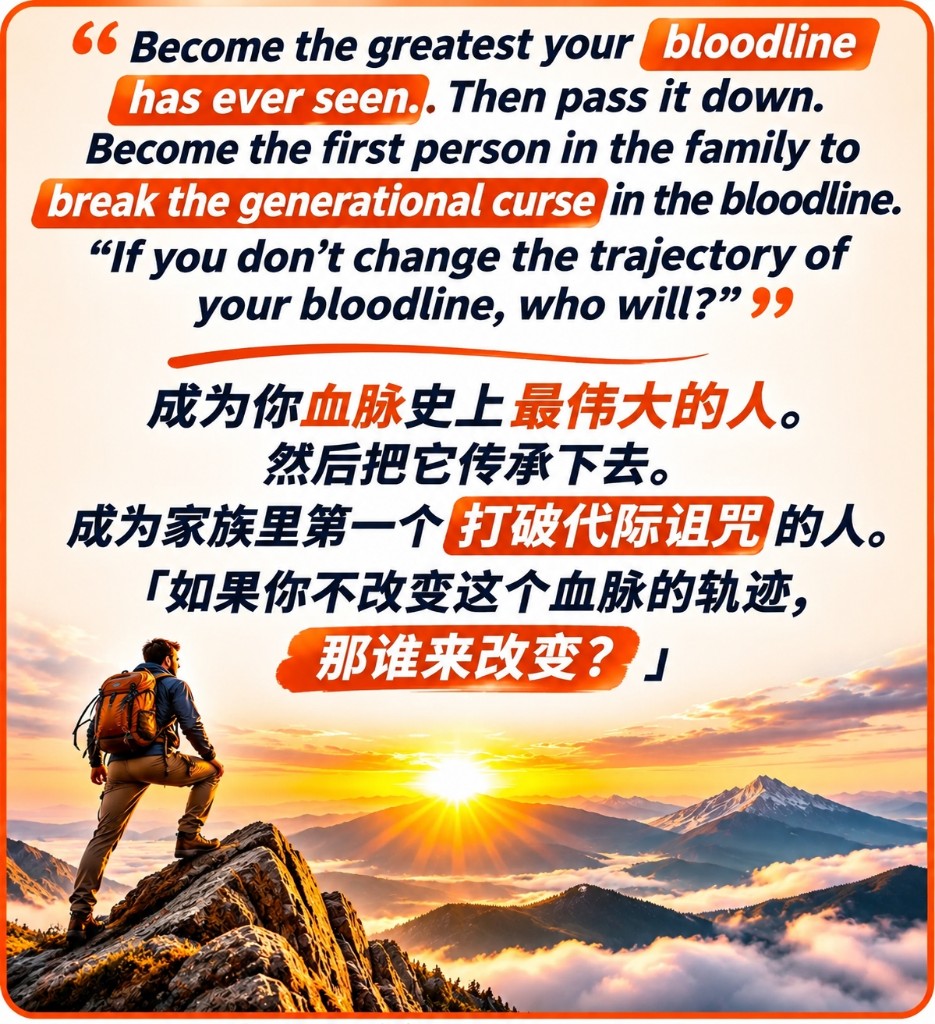 “ Become the greatest your bloodline
has ever seen.. Then pass it down.
Become the first person in the family to
break the generational curse in the bloodline.
“If you don’t change the trajectory of
your bloodline, who will?” ”
成为你血脉史上最伟大的人。
然后把它传承下去。
成为家族里第一个打破代际诅咒的人。
「如果你不改变这个血脉的轨迹，
那谁来改变？」